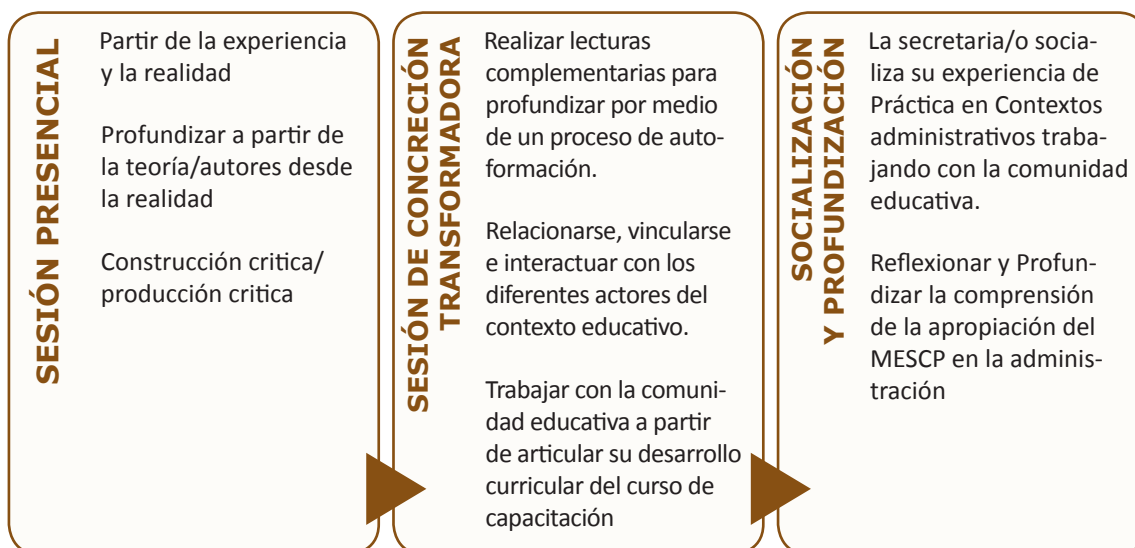 SESIÓN PRESENCIAL
Partir de la experiencia
y la realidad
Profundizar a partir de
la teoría/autores desde
la realidad
Construcción critica/
producción critica
SESIÓN DE CONCRECIÓN
TRANSFORMADORA
Realizar lecturas
complementarias para
profundizar por medio
de un proceso de auto-
formación.
Relacionarse, vincularse
e interactuar con los
diferentes actores del
contexto educativo.
Trabajar con la comuni-
dad educativa a partir
de articular su desarrollo
curricular del curso de
capacitación
SOCIALIZACIÓN
Y PROFUNDIZACIÓN
La secretaria/o socia-
liza su experiencia de
Práctica en Contextos
administrativos traba-
jando con la comunidad
educativa.
Reflexionar y Profun-
dizar la comprensión
de la apropiación del
MESCP en la adminis-
tración